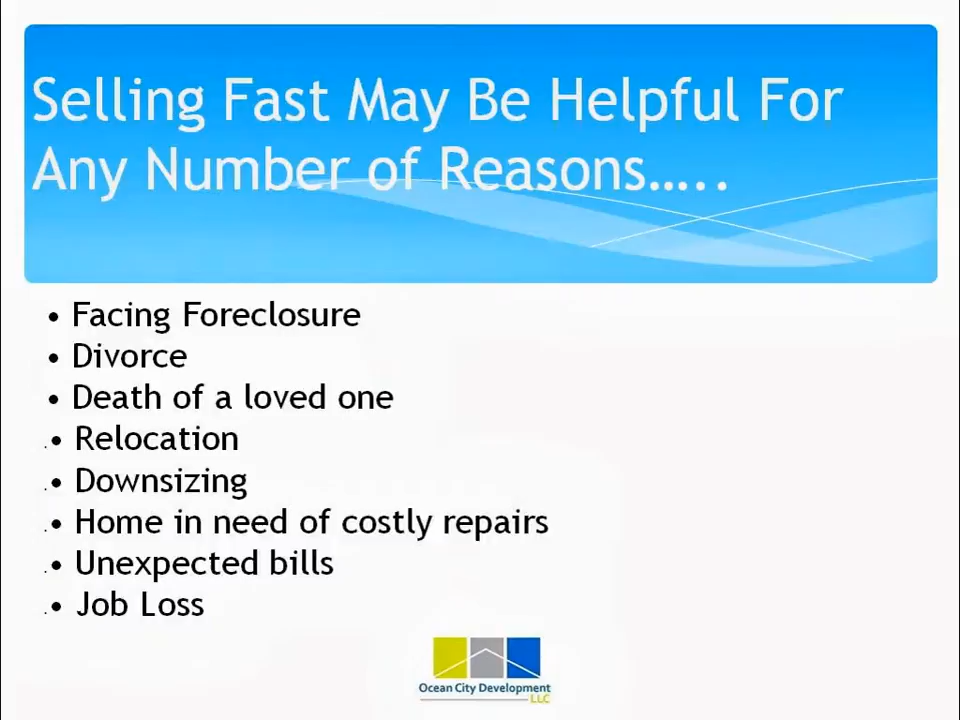 Selling Fast May Be Helpful For
Any Number of Reasons…..
• Facing Foreclosure
• Divorce
• Death of a loved one
• Relocation
• Downsizing
• Home in need of costly repairs
• Unexpected bills
• Job Loss
Ocean City Development
LLC